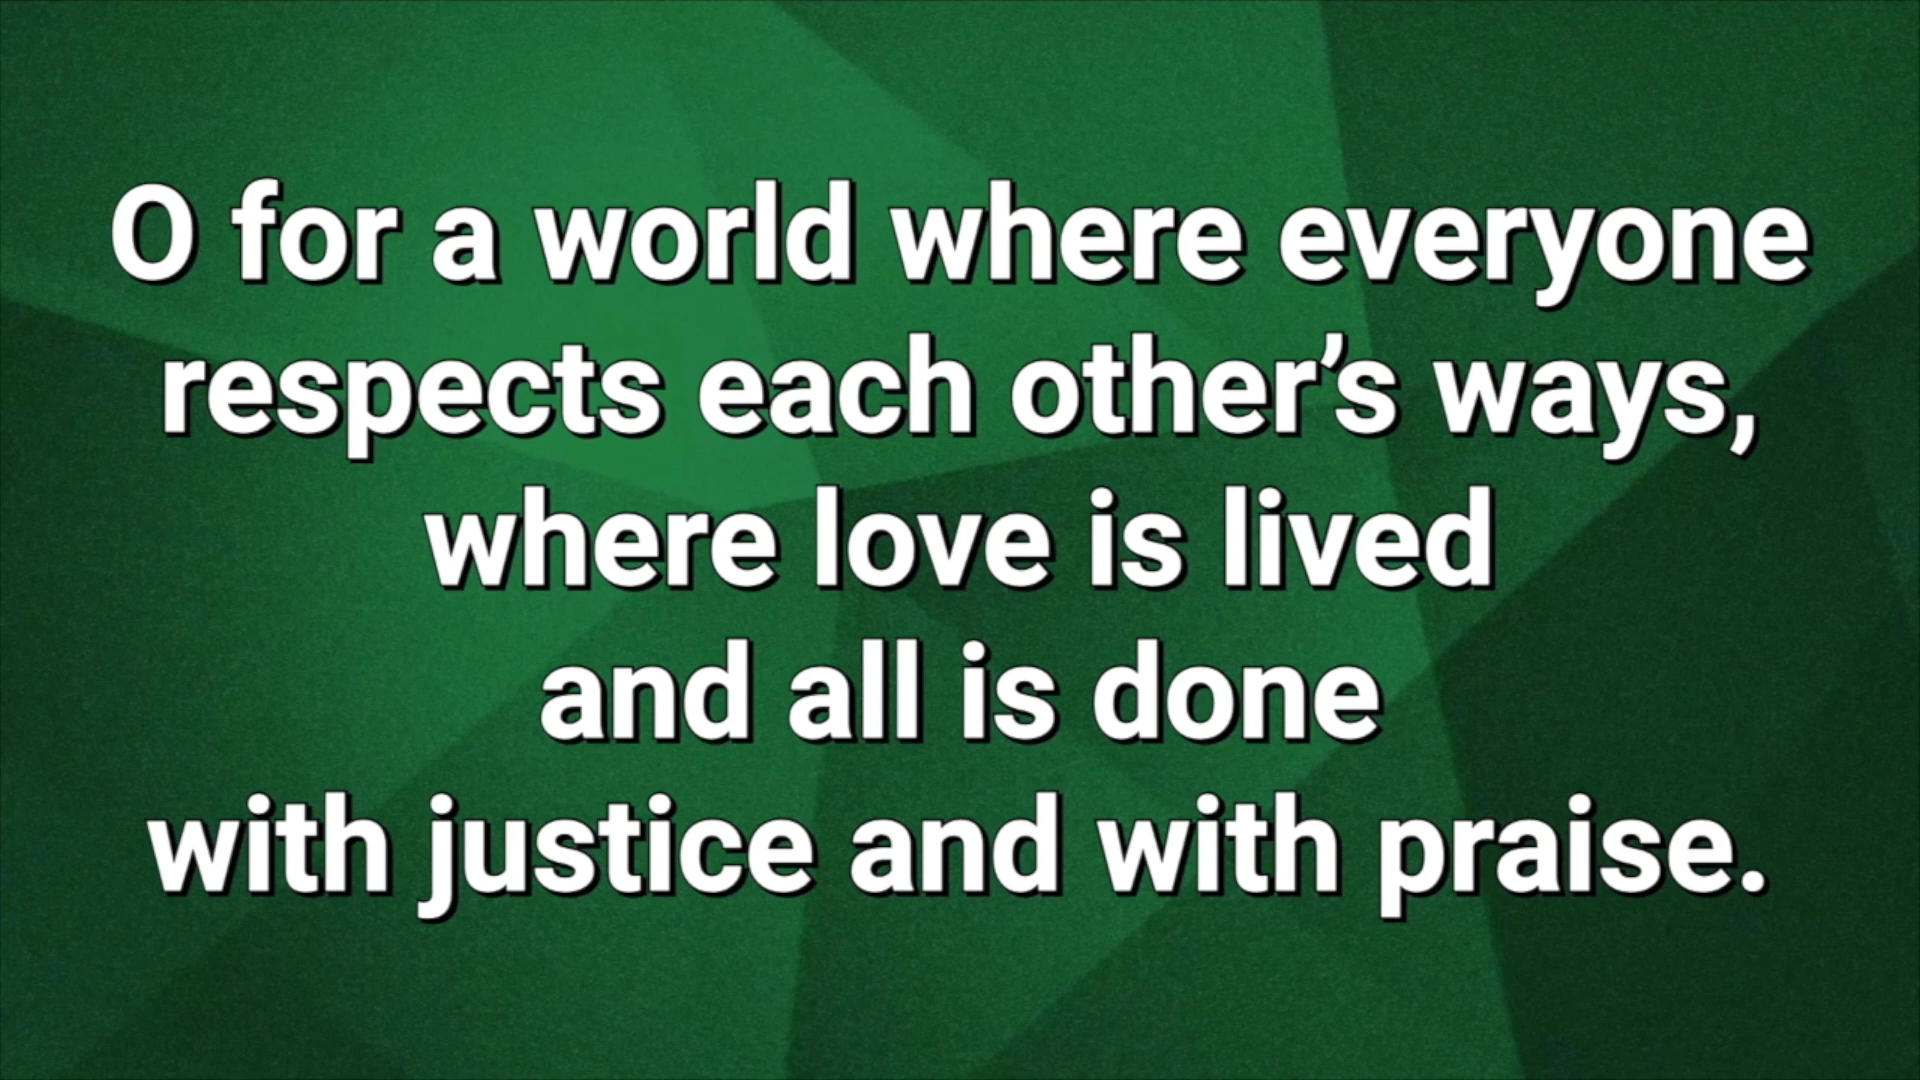 O for a world where everyone
respects each other’s ways,
where love is lived
and all is done
with justice and with praise.